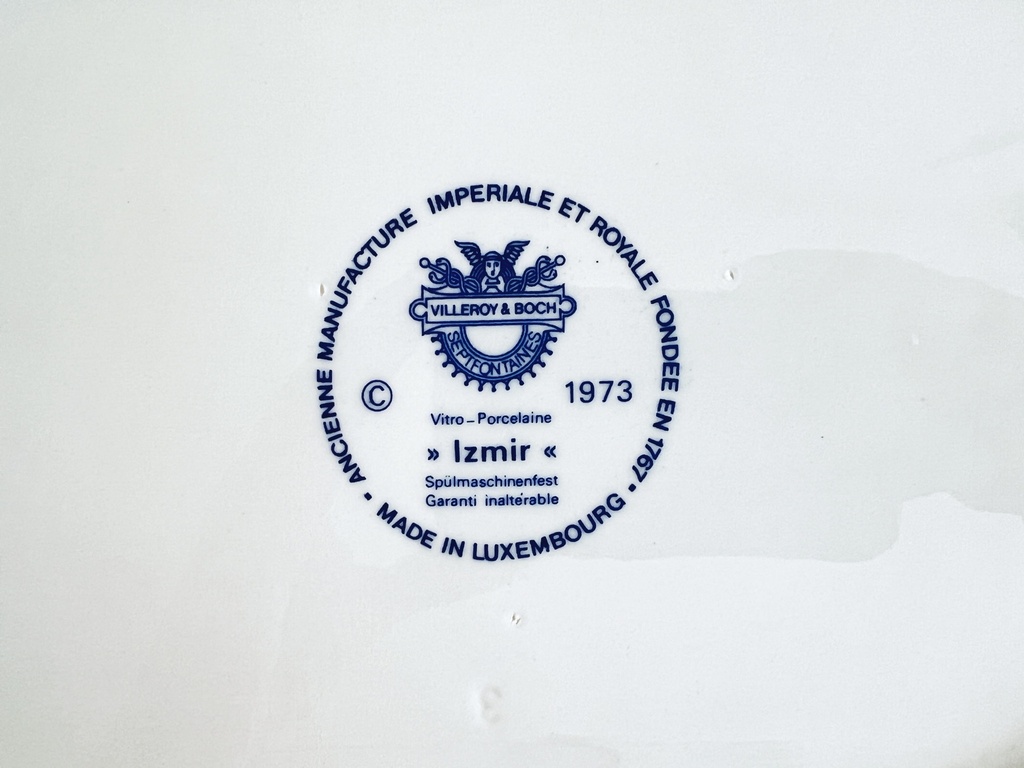 ANCIENNE MANUFACTURE IMPERIALE ET ROYALE FONDEE EN 1767 · MADE IN LUXEMBOURG ·
VILLEROY & BOCH
SEPTFONTAINES
© 1973
Vitro-Porcelaine
» Izmir «
Spülmaschinenfest
Garanti inaltérable